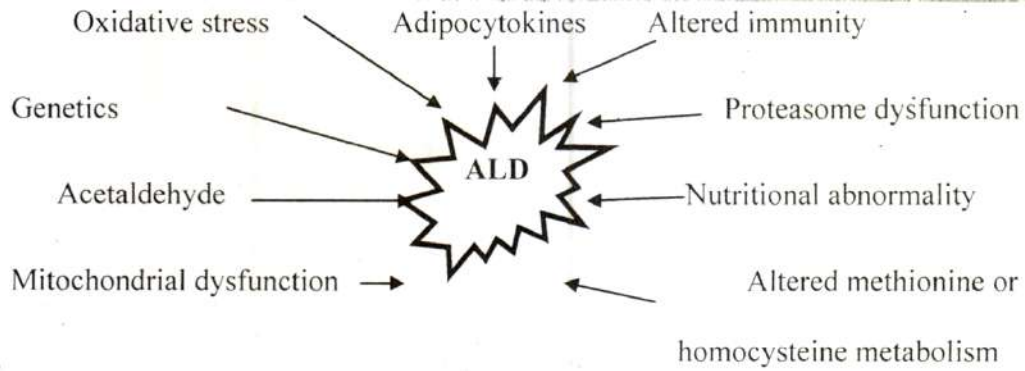 Oxidative stress Adipocytokines Altered immunity
Genetics Proteasome dysfunction
ALD
Acetaldehyde Nutritional abnormality
Mitochondrial dysfunction Altered methionine or
homocysteine metabolism